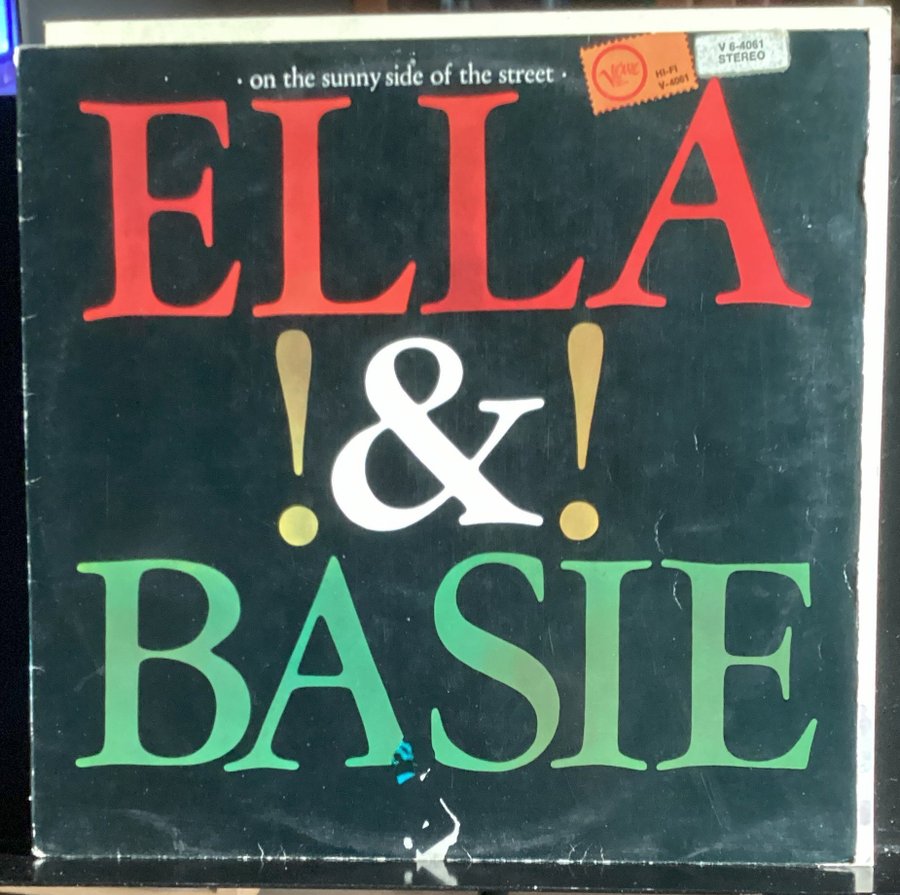 · on the sunny side of the street ·
VERVE
HI-FI
V-4061
V 6-4061
STEREO
ELLA
! & !
BASIE